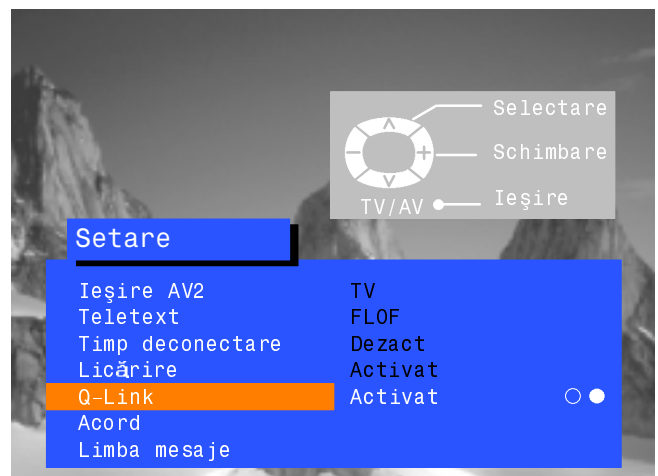 Selectare
Schimbare
TV/AV Ieşire
Setare
Ieşire AV2 TV
Teletext FLOF
Timp deconectare Dezact
Licărire Activat
Q-Link Activat
Acord
Limba mesaje